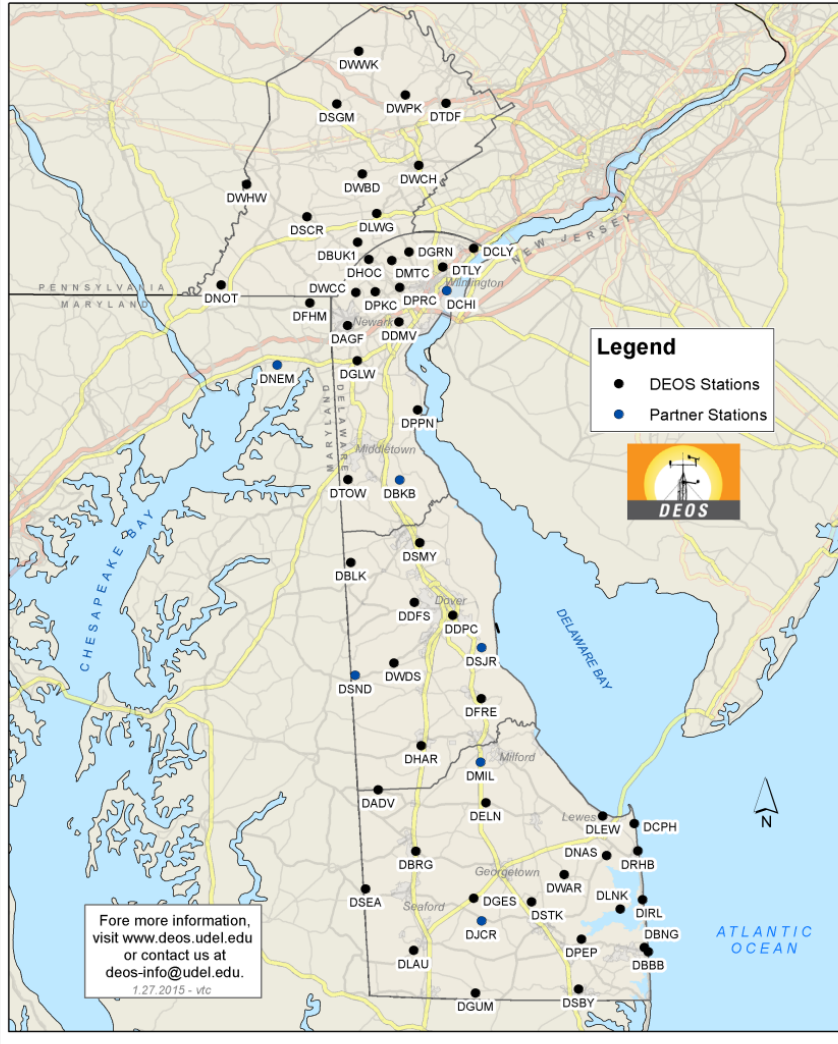 DWWK
DWPK
DSGM
DTDF
DWCH
DWBD
DWHW
DLWG
DSCR
DGRN
DCLY
DBUK1
NEW JERSEY
DHOC
DMTC
DTLY
DNOT
PENNSYLVANIA
MARYLAND
DWCC
DPKC
DPRC
Wilmington
DCHI
DFHM
Newark
DAGF
DDMV
DNEM
DGLW
MARYLAND
DELAWARE
Legend
DEOS Stations
Partner Stations
DEOS
DPPN
Middletown
DTOW
DBKB
CHESAPEAKE BAY
DSMY
DBLK
DDFS
Dover
DDPC
DELAWARE BAY
DSJR
DWDS
DSND
DFRE
DHAR
Milford
DMIL
DADV
DELN
Lewes
DLEW
DCPH
N
DBRG
DNAS
DRHB
Georgetown
DWAR
DSEA
Seaford
DGES
DSTK
DLNK
DIRL
DJCR
DBNG
DPEP
DBBB
DLAU
ATLANTIC
OCEAN
DGUM
DSBY
Fore more information,
visit www.deos.udel.edu
or contact us at
deos-info@udel.edu.
1.27.2015 - vtc